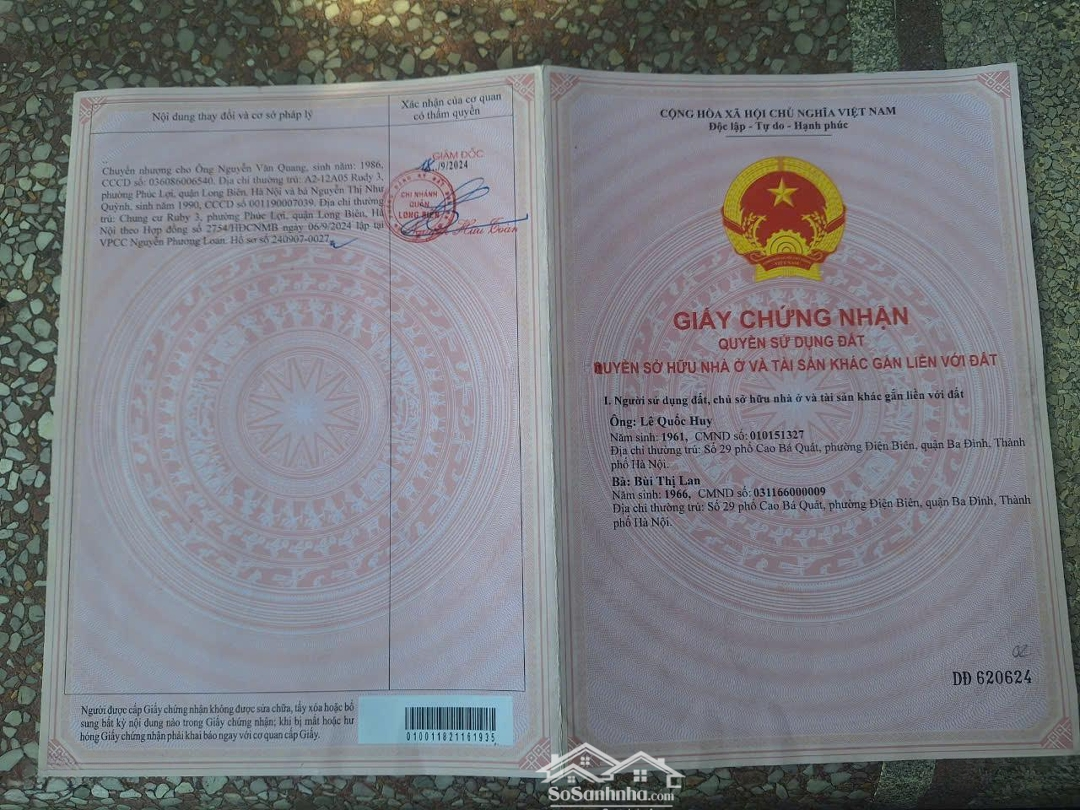 Nội dung thay đổi và cơ sở pháp lý
Xác nhận của cơ quan
có thẩm quyền
Chuyển nhượng cho Ông Nguyễn Văn Quang, sinh năm: 1986,
CCCD số: 036086006540. Địa chỉ thường trú: A2-12A05 Rudy 3,
phường Phúc Lợi, quận Long Biên, Hà Nội và bà Nguyễn Thị Như
Quỳnh, sinh năm 1990, CCCD số 001190007039. Địa chỉ thường
trú: Chung cư Ruby 3, phường Phúc Lợi, quận Long Biên, Hà
Nội theo Hợp đồng số 2754/HĐCNMB ngày 06/9/2024 lập tại
VPCC Nguyễn Phương Loan. Hồ sơ số 240907-0027
18/9/2024
GIÁM ĐỐC
CHI NHÁNH
QUẬN
LONG BIÊN
Hữu Toàn
Người được cấp Giấy chứng nhận không được sửa chữa, tẩy xóa hoặc bổ
sung bất kỳ nội dung nào trong Giấy chứng nhận; khi bị mất hoặc hư
hỏng Giấy chứng nhận phải khai báo ngay với cơ quan cấp Giấy.
010011821161935
CỘNG HÒA XÃ HỘI CHỦ NGHĨA VIỆT NAM
Độc lập - Tự do - Hạnh phúc
VIỆT NAM
GIẤY CHỨNG NHẬN
QUYỀN SỬ DỤNG ĐẤT
QUYỀN SỞ HỮU NHÀ Ở VÀ TÀI SẢN KHÁC GẮN LIỀN VỚI ĐẤT
I. Người sử dụng đất, chủ sở hữu nhà ở và tài sản khác gắn liền với đất
Ông: Lê Quốc Huy
Năm sinh: 1961, CMND số: 010151327
Địa chỉ thường trú: Số 29 phố Cao Bá Quát, phường Điện Biên, quận Ba Đình, Thành
phố Hà Nội.
Bà: Bùi Thị Lan
Năm sinh: 1966, CMND số: 031166000009
Địa chỉ thường trú: Số 29 phố Cao Bá Quát, phường Điện Biên, quận Ba Đình, Thành
phố Hà Nội.
02
DĐ 620624
SoSanhnha.com